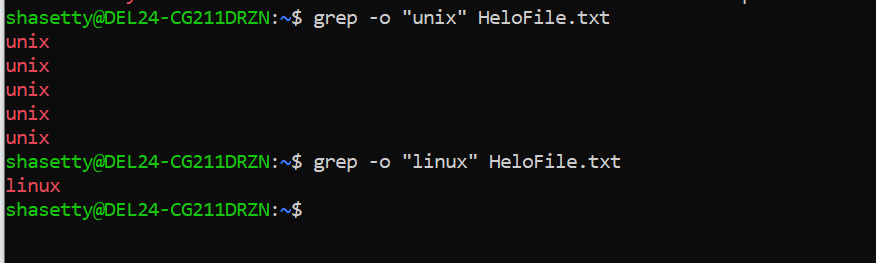 shasetty@DEL24-CG211DRZN:~$ grep -o "unix" HeloFile.txt
unix
unix
unix
unix
unix
shasetty@DEL24-CG211DRZN:~$ grep -o "linux" HeloFile.txt
linux
shasetty@DEL24-CG211DRZN:~$